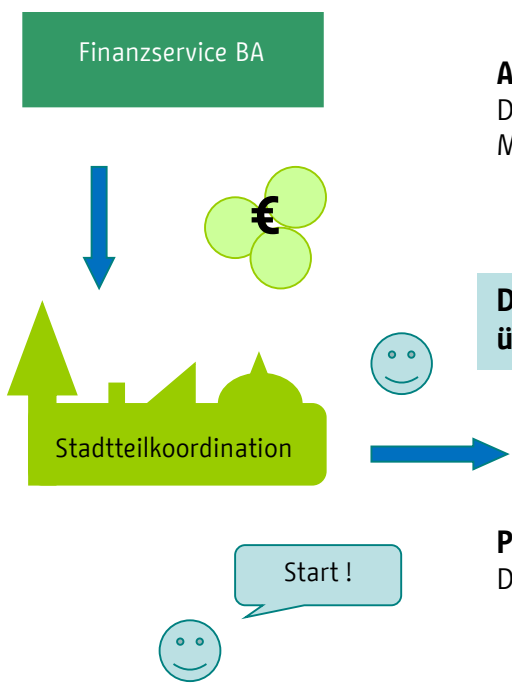 Finanzservice BA
A
D
M
€
D
ü
Stadtteilkoordination
P
D
Start !